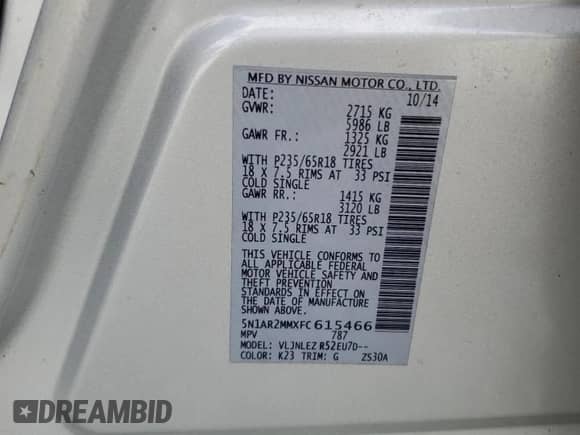 MFD BY NISSAN MOTOR CO., LTD.
DATE: 10/14
GVWR: 2715 KG
5986 LB
GAWR FR.: 1325 KG
2921 LB
WITH P235/65R18 TIRES
18 X 7.5 RIMS AT 33 PSI
COLD SINGLE
GAWR RR.: 1415 KG
3120 LB
WITH P235/65R18 TIRES
18 X 7.5 RIMS AT 33 PSI
COLD SINGLE
THIS VEHICLE CONFORMS TO
ALL APPLICABLE FEDERAL
MOTOR VEHICLE SAFETY AND
THEFT PREVENTION
STANDARDS IN EFFECT ON
THE DATE OF MANUFACTURE
SHOWN ABOVE.
5N1AR2MMXFC615466
MPV 787
MODEL: VLJNLEZ R52EU7D--
COLOR: K23 TRIM: G ZS30A
DREAMBID